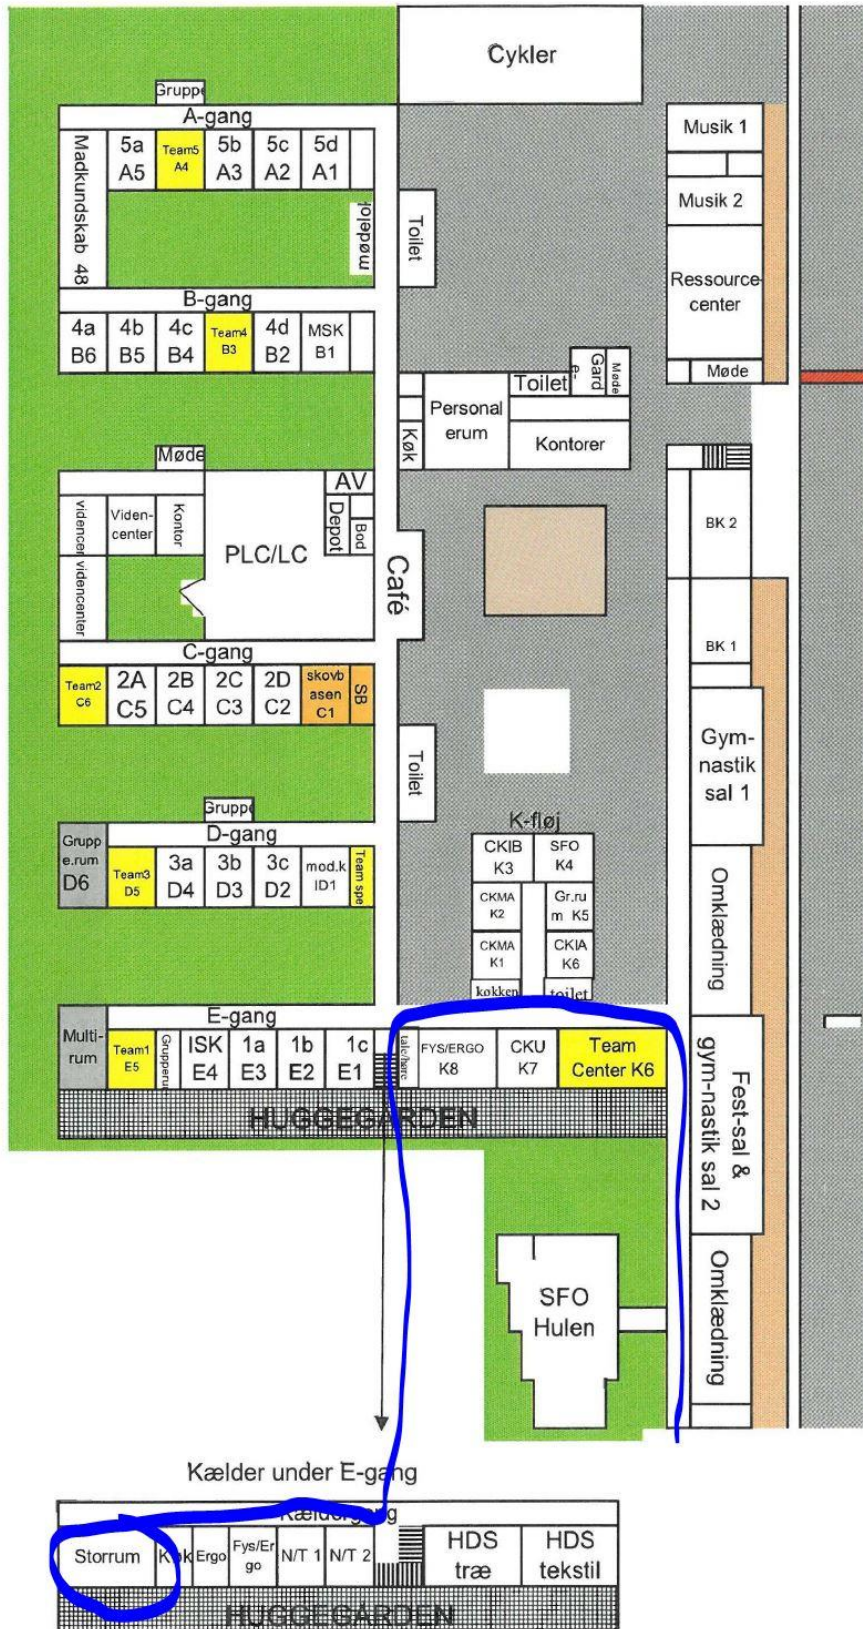 Cykler
Gruppe
A-gang
Madkundskab 48
5a
A5
Team5
A4
5b
A3
5c
A2
5d
A1
mødelok
Toilet
Musik 1
Musik 2
Ressource-
center
Møde
B-gang
4a
B6
4b
B5
4c
B4
Team4
B3
4d
B2
MSK
B1
Køk
Personal
erum
Toilet
Gard
e-
Møde
Kontorer
Møde
videncer
Viden-
center
Kontor
videncenter
PLC/LC
AV
Depot
Bod
Café
BK 2
BK 1
C-gang
Team2
C6
2A
C5
2B
C4
2C
C3
2D
C2
skovb
asen
C1
SB
Toilet
Gym-
nastik
sal 1
Gruppe
D-gang
Grupp
e.rum
D6
Team3
D5
3a
D4
3b
D3
3c
D2
mod.k
lD1
Team spe
K-fløj
CKIB
K3
SFO
K4
CKMA
K2
Gr.ru
m K5
CKMA
K1
CKIA
K6
køkken
toilet
Omklædning
E-gang
Multi-
rum
Team1
E5
Grupperum
ISK
E4
1a
E3
1b
E2
1c
E1
tale/høre
FYS/ERGO
K8
CKU
K7
Team
Center K6
HUGGEGÅRDEN
Fest-sal &
gym-nastik sal 2
SFO
Hulen
Omklædning
Kælder under E-gang
Kældergang
Storrum
Køk
Ergo
Fys/Er
go
N/T 1
N/T 2
HDS
træ
HDS
tekstil
HUGGEGÅRDEN